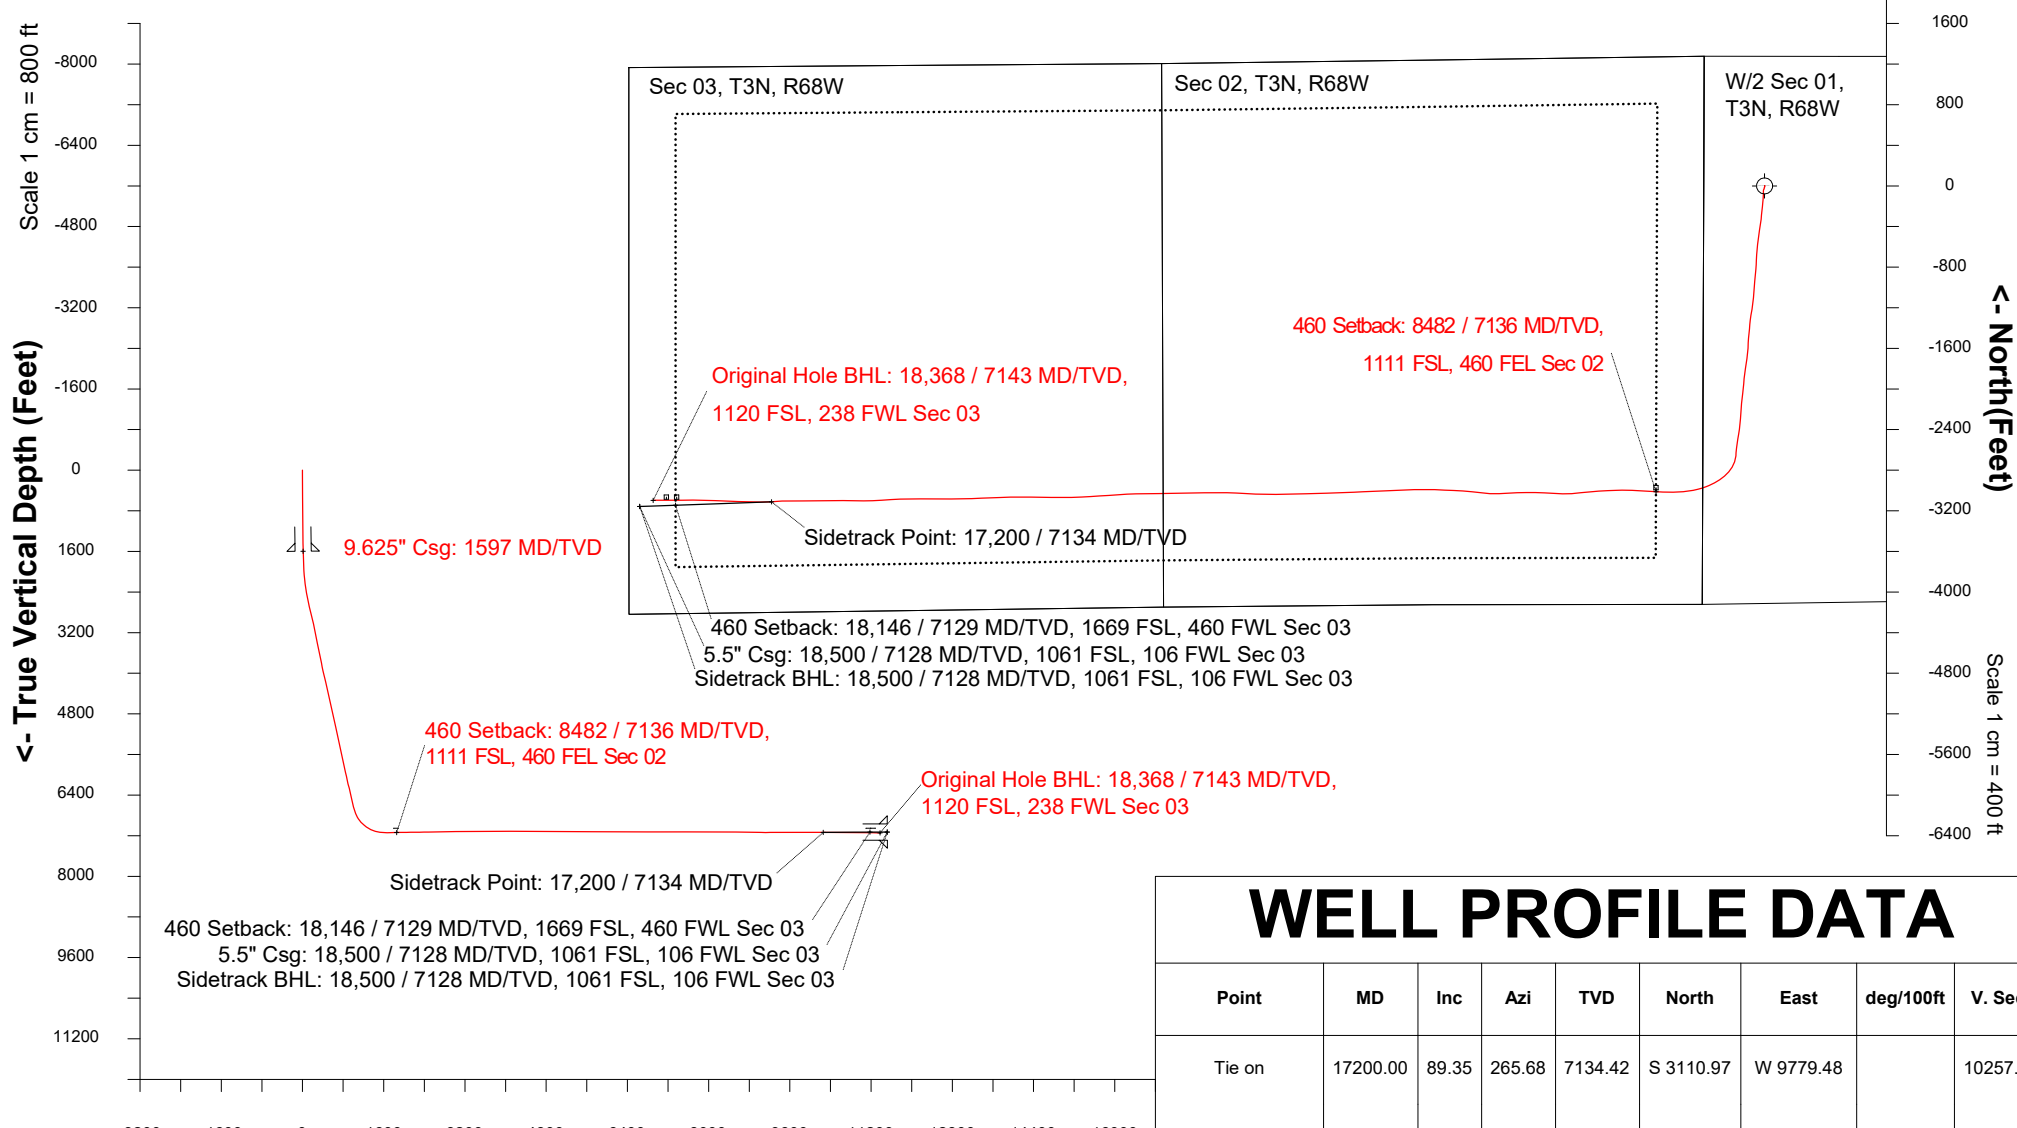 Scale 1 cm = 800 ft
<- True Vertical Depth (Feet)
-8000
-6400
-4800
-3200
-1600
0
1600
3200
4800
6400
8000
9600
11200
Sec 03, T3N, R68W
Sec 02, T3N, R68W
W/2 Sec 01,
T3N, R68W
1600
800
0
-800
-1600
-2400
-3200
-4000
-4800
-5600
-6400
<- North(Feet)
Scale 1 cm = 400 ft
460 Setback: 8482 / 7136 MD/TVD,
1111 FSL, 460 FEL Sec 02
Original Hole BHL: 18,368 / 7143 MD/TVD,
1120 FSL, 238 FWL Sec 03
Sidetrack Point: 17,200 / 7134 MD/TVD
9.625" Csg: 1597 MD/TVD
460 Setback: 18,146 / 7129 MD/TVD, 1669 FSL, 460 FWL Sec 03
5.5" Csg: 18,500 / 7128 MD/TVD, 1061 FSL, 106 FWL Sec 03
Sidetrack BHL: 18,500 / 7128 MD/TVD, 1061 FSL, 106 FWL Sec 03
460 Setback: 8482 / 7136 MD/TVD,
1111 FSL, 460 FEL Sec 02
Original Hole BHL: 18,368 / 7143 MD/TVD,
1120 FSL, 238 FWL Sec 03
Sidetrack Point: 17,200 / 7134 MD/TVD
460 Setback: 18,146 / 7129 MD/TVD, 1669 FSL, 460 FWL Sec 03
5.5" Csg: 18,500 / 7128 MD/TVD, 1061 FSL, 106 FWL Sec 03
Sidetrack BHL: 18,500 / 7128 MD/TVD, 1061 FSL, 106 FWL Sec 03
WELL PROFILE DATA
Point MD Inc Azi TVD North East deg/100ft V. Se
Tie on 17200.00 89.35 265.68 7134.42 S 3110.97 W 9779.48 10257.